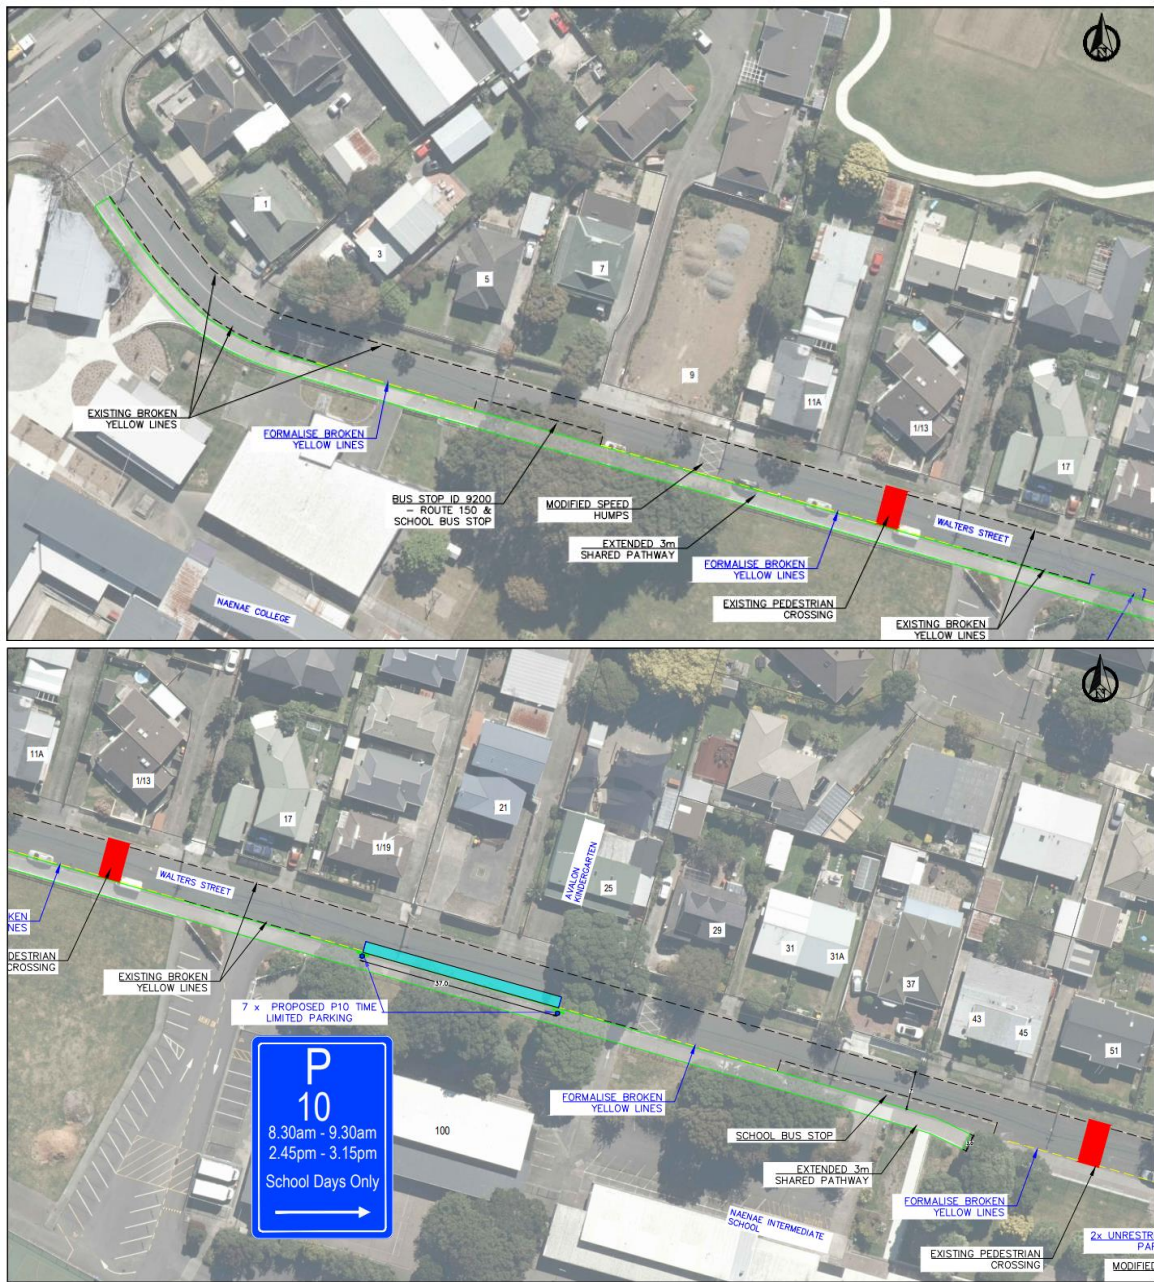 N
1
3
5
7
9
11A
1/13
17
EXISTING BROKEN
YELLOW LINES
FORMALISE BROKEN
YELLOW LINES
BUS STOP ID 9200
– ROUTE 150 &
SCHOOL BUS STOP
MODIFIED SPEED
HUMPS
EXTENDED 3m
SHARED PATHWAY
FORMALISE BROKEN
YELLOW LINES
WALTERS STREET
EXISTING PEDESTRIAN
CROSSING
EXISTING BROKEN
YELLOW LINES
NAENAE COLLEGE
N
11A
1/13
17
1/19
21
AVALON
KINDERGARTEN
25
29
31
31A
37
43
45
51
WALTERS STREET
KEN
NES
DESTRIAN
CROSSING
EXISTING BROKEN
YELLOW LINES
37.0
7 x PROPOSED P10 TIME
LIMITED PARKING
P
10
8.30am - 9.30am
2.45pm - 3.15pm
School Days Only
100
FORMALISE BROKEN
YELLOW LINES
SCHOOL BUS STOP
EXTENDED 3m
SHARED PATHWAY
NAENAE INTERMEDIATE
SCHOOL
FORMALISE BROKEN
YELLOW LINES
EXISTING PEDESTRIAN
CROSSING
2x UNRESTR
PAR
MODIFIED